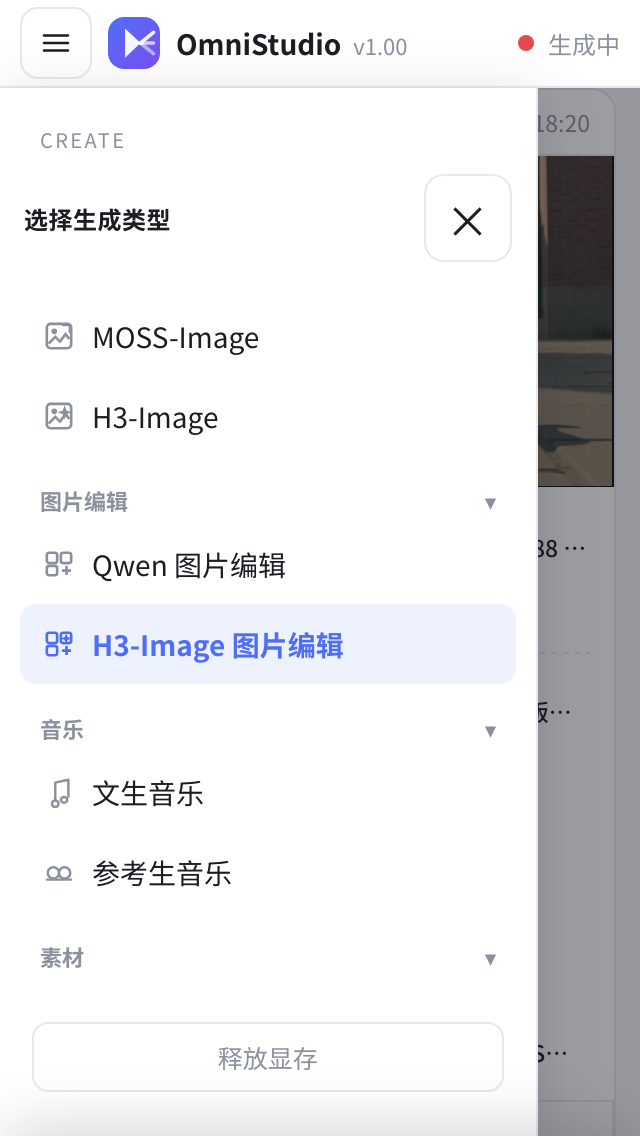 OmniStudio v1.00 生成中
CREATE
18:20
选择生成类型
MOSS-Image
H3-Image
图片编辑 ▼
Qwen 图片编辑
H3-Image 图片编辑
音乐 ▼
文生音乐
参考生音乐
素材 ▼
释放显存